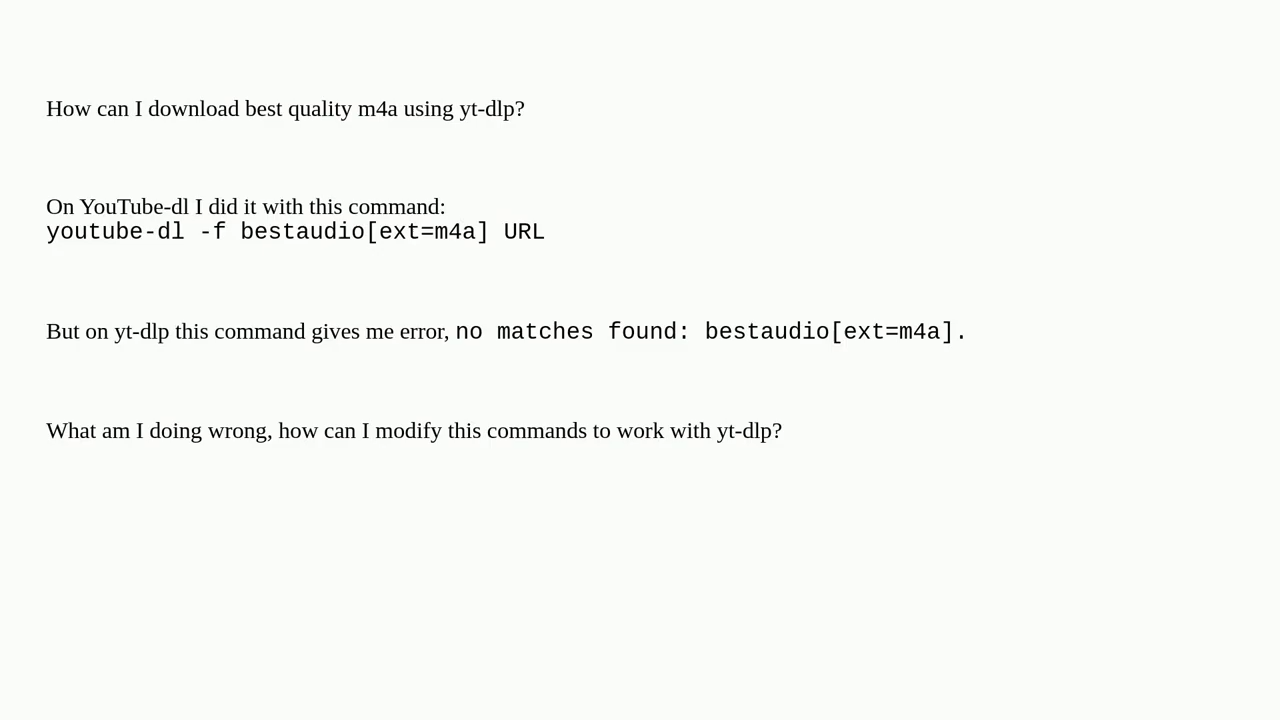 How can I download best quality m4a using yt-dlp?
On YouTube-dl I did it with this command:
youtube-dl -f bestaudio[ext=m4a] URL
But on yt-dlp this command gives me error, no matches found: bestaudio[ext=m4a].
What am I doing wrong, how can I modify this commands to work with yt-dlp?